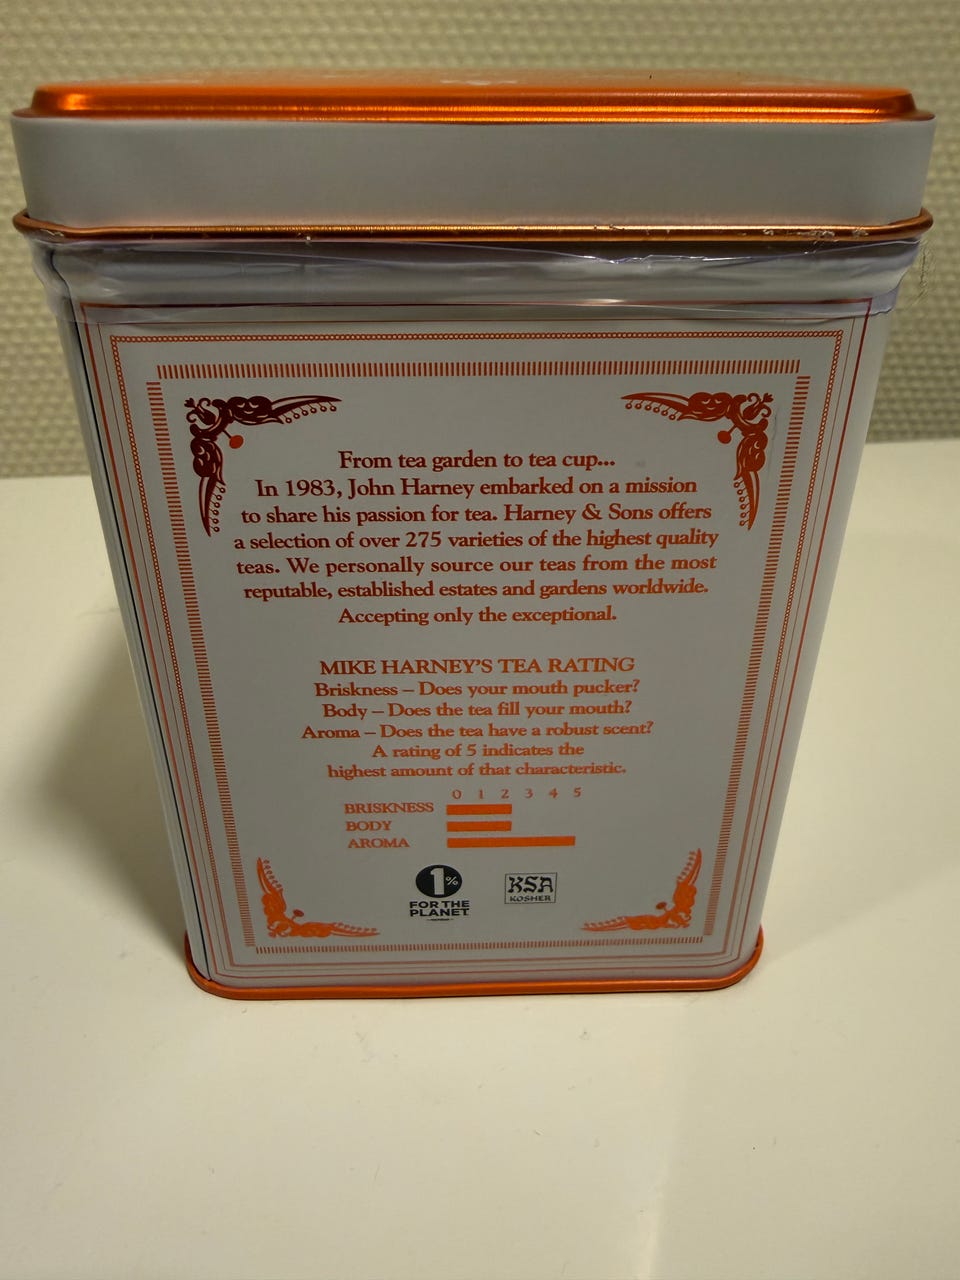 From tea garden to tea cup...
In 1983, John Harney embarked on a mission
to share his passion for tea. Harney & Sons offers
a selection of over 275 varieties of the highest quality
teas. We personally source our teas from the most
reputable, established estates and gardens worldwide.
Accepting only the exceptional.
MIKE HARNEY'S TEA RATING
Briskness – Does your mouth pucker?
Body – Does the tea fill your mouth?
Aroma – Does the tea have a robust scent?
A rating of 5 indicates the
highest amount of that characteristic.
0 1 2 3 4 5
BRISKNESS
BODY
AROMA
1%
FOR THE
PLANET
KSA
KOSHER